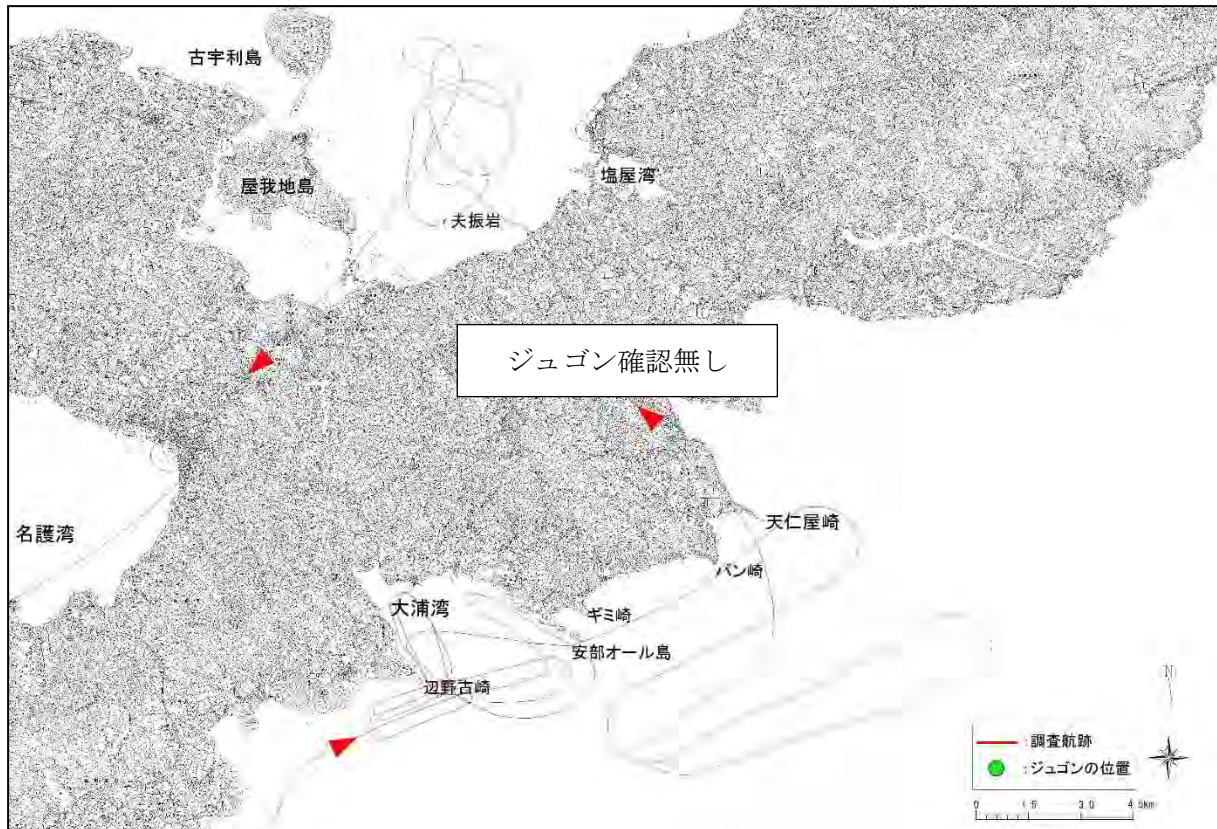 古宇利島
屋我地島
塩屋湾
夫振岩
ジュゴン確認無し
名護湾
天仁屋崎
バン崎
大浦湾
ギミ崎
安部オール島
辺野古崎
N
:調査航跡
:ジュゴンの位置
0 1.5 3.0 4.5km